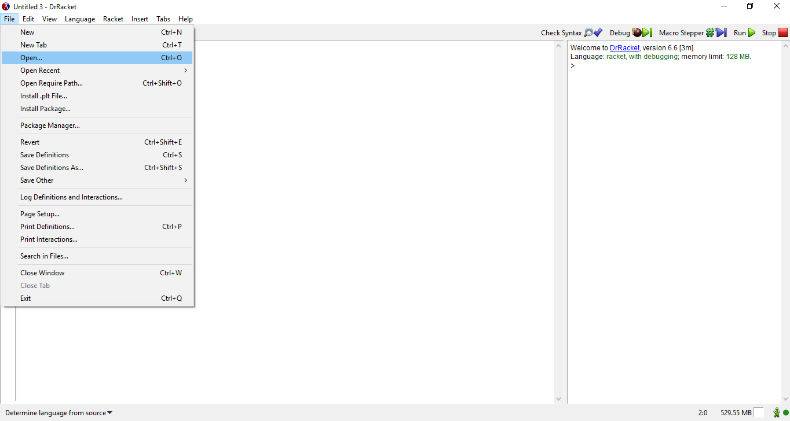 Untitled 3 - DrRacket
File Edit View Language Racket Insert Tabs Help
Check Syntax Debug Macro Stepper Run Stop
New Ctrl+N
New Tab Ctrl+T
Open... Ctrl+O
Open Recent
Open Require Path... Ctrl+Shift+O
Install .plt File...
Install Package...
Package Manager...
Revert Ctrl+Shift+E
Save Definitions Ctrl+S
Save Definitions As... Ctrl+Shift+S
Save Other
Log Definitions and Interactions...
Page Setup...
Print Definitions... Ctrl+P
Print Interactions...
Search in Files...
Close Window Ctrl+W
Close Tab
Exit Ctrl+Q
Welcome to DrRacket, version 6.6 [3m].
Language: racket, with debugging; memory limit: 128 MB.
>
Determine language from source
2:0 529.55 MB